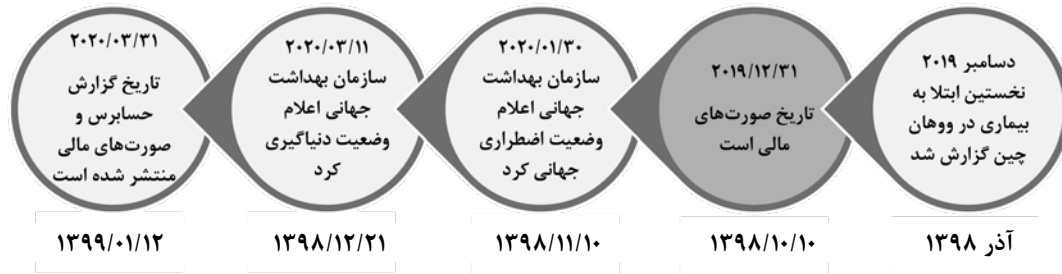 دسامبر ۲۰۱۹
نخستین ابتلا به
بیماری در ووهان
چین گزارش شد
آذر ۱۳۹۸
۲۰۱۹/۱۲/۳۱
تاریخ صورت‌های
مالی است
۱۳۹۸/۱۰/۱۰
۲۰۲۰/۰۱/۳۰
سازمان بهداشت
جهانی اعلام
وضعیت اضطراری
جهانی کرد
۱۳۹۸/۱۱/۱۰
۲۰۲۰/۰۳/۱۱
سازمان بهداشت
جهانی اعلام
وضعیت دنیاگیری
کرد
۱۳۹۸/۱۲/۲۱
۲۰۲۰/۰۳/۳۱
تاریخ گزارش
حسابرس و
صورت‌های مالی
منتشر شده است
۱۳۹۹/۰۱/۱۲